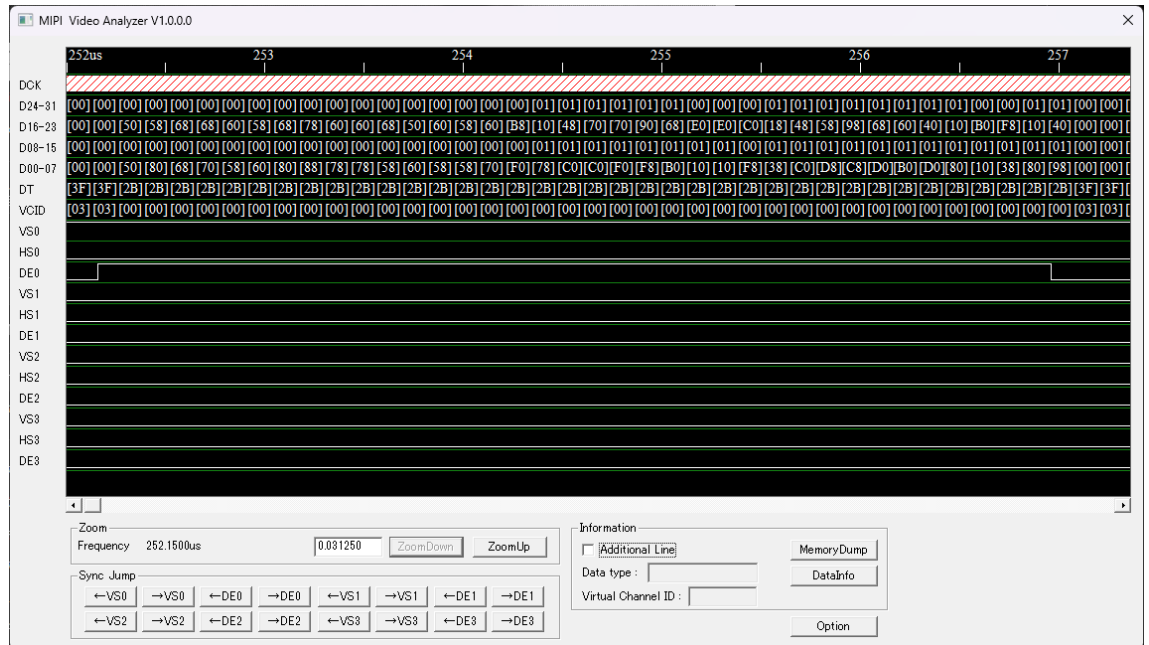 MIPI Video Analyzer V1.0.0.0
252us 253 254 255 256 257
DCK
D24-31 [00][00][00][00][00][00][00][00][00][00][00][00][00][00][00][00][00][00][01][01][01][01][01][01][00][00][00][01][01][01][01][01][01][01][01][00][01][01][00][00][
D16-23 [00][00][50][58][68][68][60][58][68][78][60][60][68][50][60][58][60][B8][10][48][70][70][90][68][E0][E0][C0][18][48][58][98][68][60][40][10][B0][F8][10][40][00][00][
D08-15 [00][00][00][00][00][00][00][00][00][00][00][00][00][00][00][00][00][00][01][01][01][01][01][01][01][00][01][01][01][01][01][01][01][01][01][01][01][01][00][00][
D00-07 [00][00][50][80][68][70][58][60][80][88][78][78][58][60][58][58][70][F0][78][C0][C0][F0][F8][B0][10][10][F8][38][C0][D8][C8][D0][B0][D0][80][10][38][80][98][00][00][
DT [3F][3F][2B][2B][2B][2B][2B][2B][2B][2B][2B][2B][2B][2B][2B][2B][2B][2B][2B][2B][2B][2B][2B][2B][2B][2B][2B][2B][2B][2B][2B][2B][2B][2B][2B][2B][2B][2B][2B][3F][3F][
VCID [03][03][00][00][00][00][00][00][00][00][00][00][00][00][00][00][00][00][00][00][00][00][00][00][00][00][00][00][00][00][00][00][00][00][00][00][00][00][00][03][03][
VS0
HS0
DE0
VS1
HS1
DE1
VS2
HS2
DE2
VS3
HS3
DE3
Zoom
Frequency 252.1500us 0.031250 ZoomDown ZoomUp
Sync Jump
←VS0 →VS0 ←DE0 →DE0 ←VS1 →VS1 ←DE1 →DE1
←VS2 →VS2 ←DE2 →DE2 ←VS3 →VS3 ←DE3 →DE3
Information
Additional Line
Data type :
Virtual Channel ID :
MemoryDump
DataInfo
Option